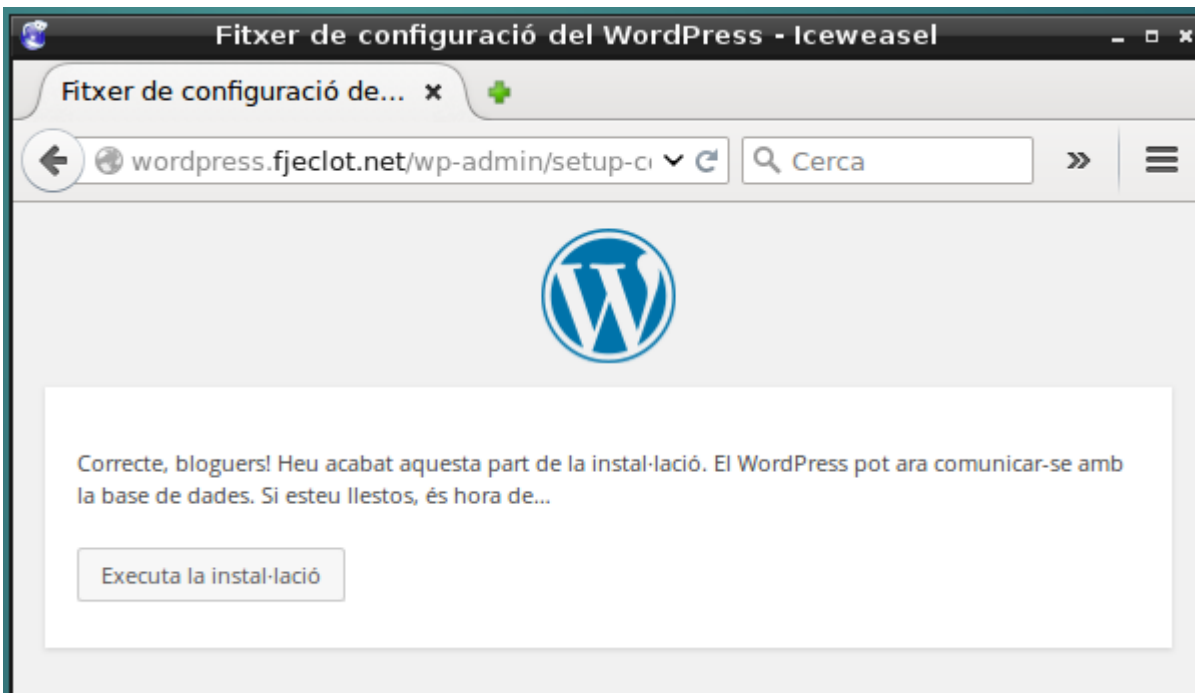 Fitxer de configuració del WordPress - Iceweasel
Fitxer de configuració de...
wordpress.fjeclot.net/wp-admin/setup-c
Cerca
Correcte, bloguers! Heu acabat aquesta part de la instal·lació. El WordPress pot ara comunicar-se amb
la base de dades. Si esteu llestos, és hora de…
Executa la instal·lació